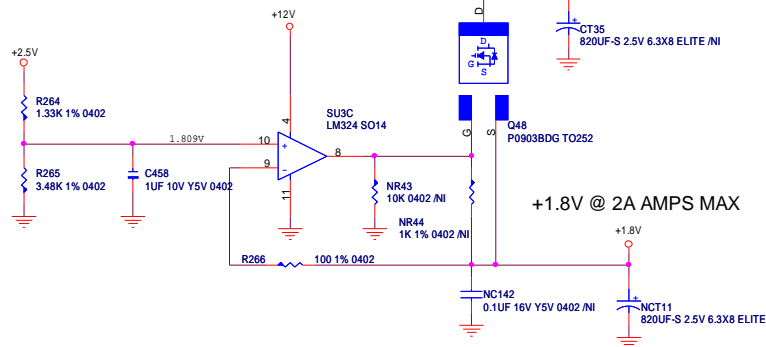 D
CT35
820UF-S 2.5V 6.3X8 ELITE /NI
+12V
+2.5V
D
G
S
R264
1.33K 1% 0402
SU3C
LM324 SO14
4
1.809V
10
+
9
-
8
11
G
S
Q48
P0903BDG TO252
R265
3.48K 1% 0402
C458
1UF 10V Y5V 0402
NR43
10K 0402 /NI
NR44
1K 1% 0402 /NI
+1.8V @ 2A AMPS MAX
+1.8V
R266
100 1% 0402
NC142
0.1UF 16V Y5V 0402 /NI
+
NCT11
820UF-S 2.5V 6.3X8 ELITE